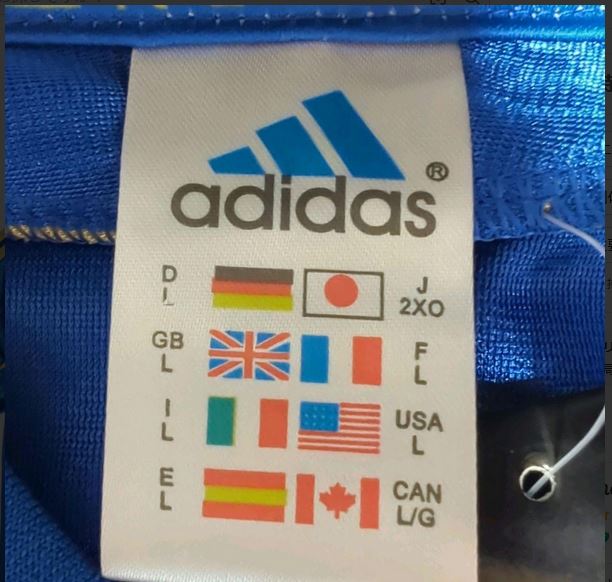 adidas®
D J
L 2XO
GB F
L L
I USA
L L
E CAN
L L/G